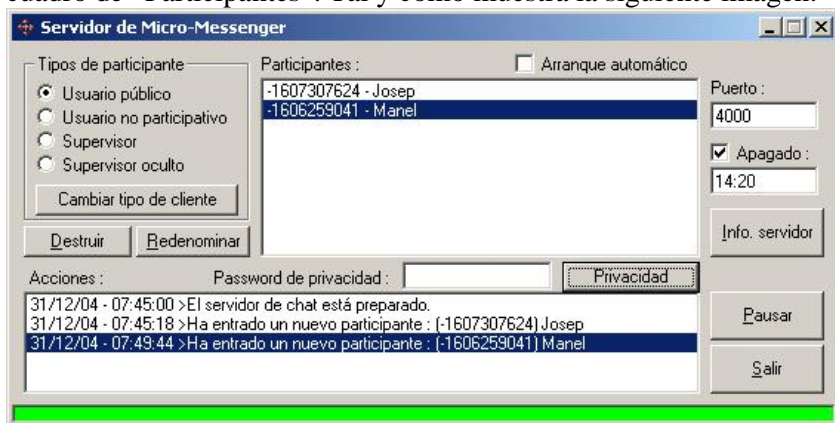 cuadro de "Participantes". Tal y como muestra la siguiente imagen:
Servidor de Micro-Messenger
Tipos de participante
Usuario público
Usuario no participativo
Supervisor
Supervisor oculto
Cambiar tipo de cliente
Destruir
Redenominar
Participantes :
Arranque automático
-1607307624 - Josep
-1606259041 - Manel
Puerto :
4000
Apagado :
14:20
Info. servidor
Acciones :
Password de privacidad :
Privacidad
31/12/04 - 07:45:00 >El servidor de chat está preparado.
31/12/04 - 07:45:18 >Ha entrado un nuevo participante : (-1607307624) Josep
31/12/04 - 07:49:44 >Ha entrado un nuevo participante : (-1606259041) Manel
Pausar
Salir